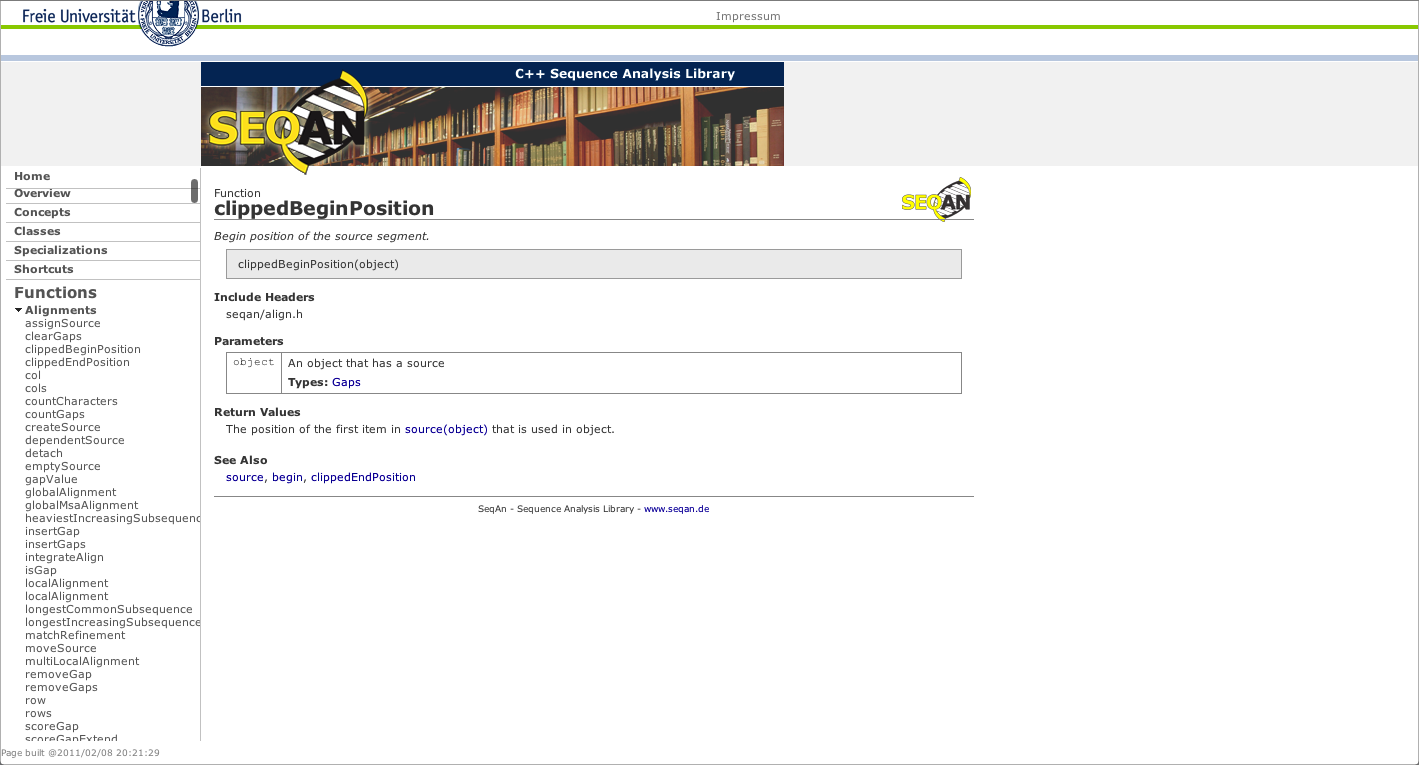 Freie Universität Berlin
Impressum
C++ Sequence Analysis Library
SEQAN
Home
Overview
Concepts
Classes
Specializations
Shortcuts
Functions
Alignments
assignSource
clearGaps
clippedBeginPosition
clippedEndPosition
col
cols
countCharacters
countGaps
createSource
dependentSource
detach
emptySource
gapValue
globalAlignment
globalMsaAlignment
heaviestIncreasingSubsequenc
insertGap
insertGaps
integrateAlign
isGap
localAlignment
localAlignment
longestCommonSubsequence
longestIncreasingSubsequence
matchRefinement
moveSource
multiLocalAlignment
removeGap
removeGaps
row
rows
scoreGap
scoreGapExtend
Function
clippedBeginPosition
SEQAN
Begin position of the source segment.
clippedBeginPosition(object)
Include Headers
seqan/align.h
Parameters
object An object that has a source
Types: Gaps
Return Values
The position of the first item in source(object) that is used in object.
See Also
source, begin, clippedEndPosition
SeqAn - Sequence Analysis Library - www.seqan.de
Page built @2011/02/08 20:21:29